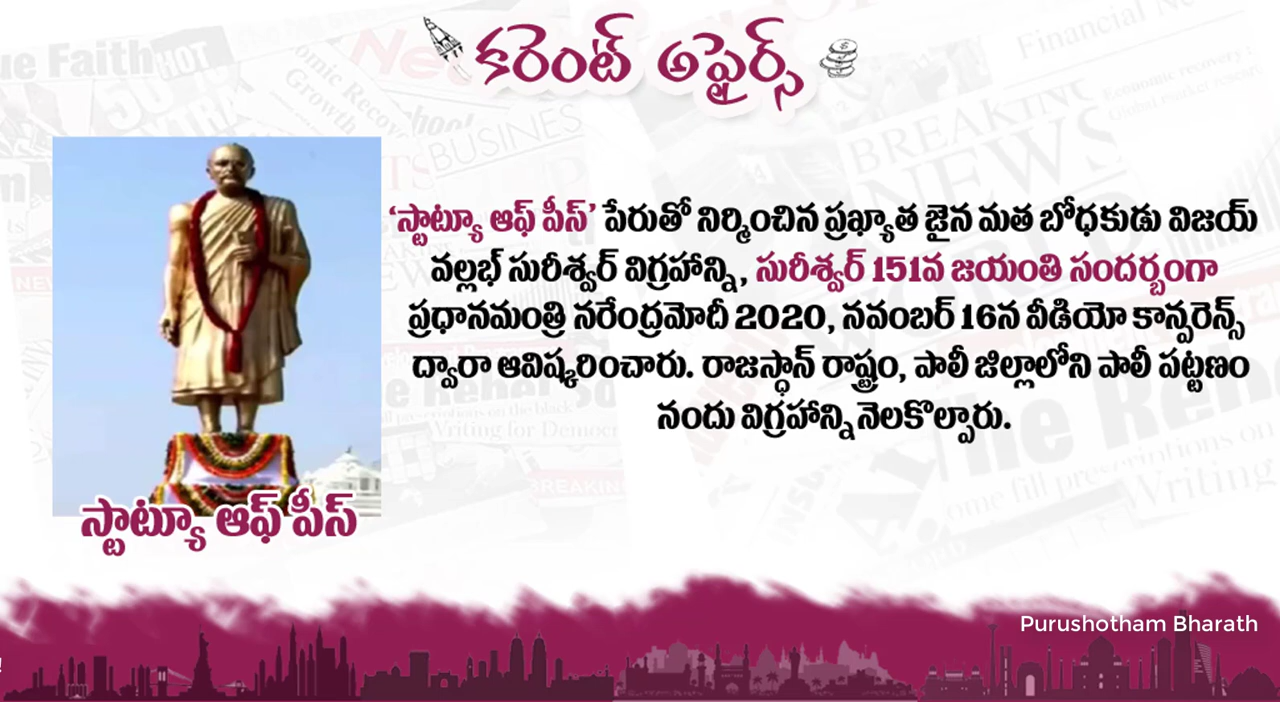 కరెంట్ అఫైర్స్
‘స్టాట్యూ ఆఫ్ పీస్’ పేరుతో నిర్మించిన ప్రఖ్యాత జైన మత బోధకుడు విజయ్
వల్లభ్ సురీశ్వర్ విగ్రహాన్ని, సురీశ్వర్ 151వ జయంతి సందర్బంగా
ప్రధానమంత్రి నరేంద్రమోదీ 2020, నవంబర్ 16న వీడియో కాన్పరెన్స్
ద్వారా ఆవిష్కరించారు. రాజస్ధాన్ రాష్ట్రం, పాలీ జిల్లాలోని పాలీ పట్టణం
నందు విగ్రహాన్ని నెలకొల్పారు.
స్టాట్యూ ఆఫ్ పీస్
Purushotham Bharath